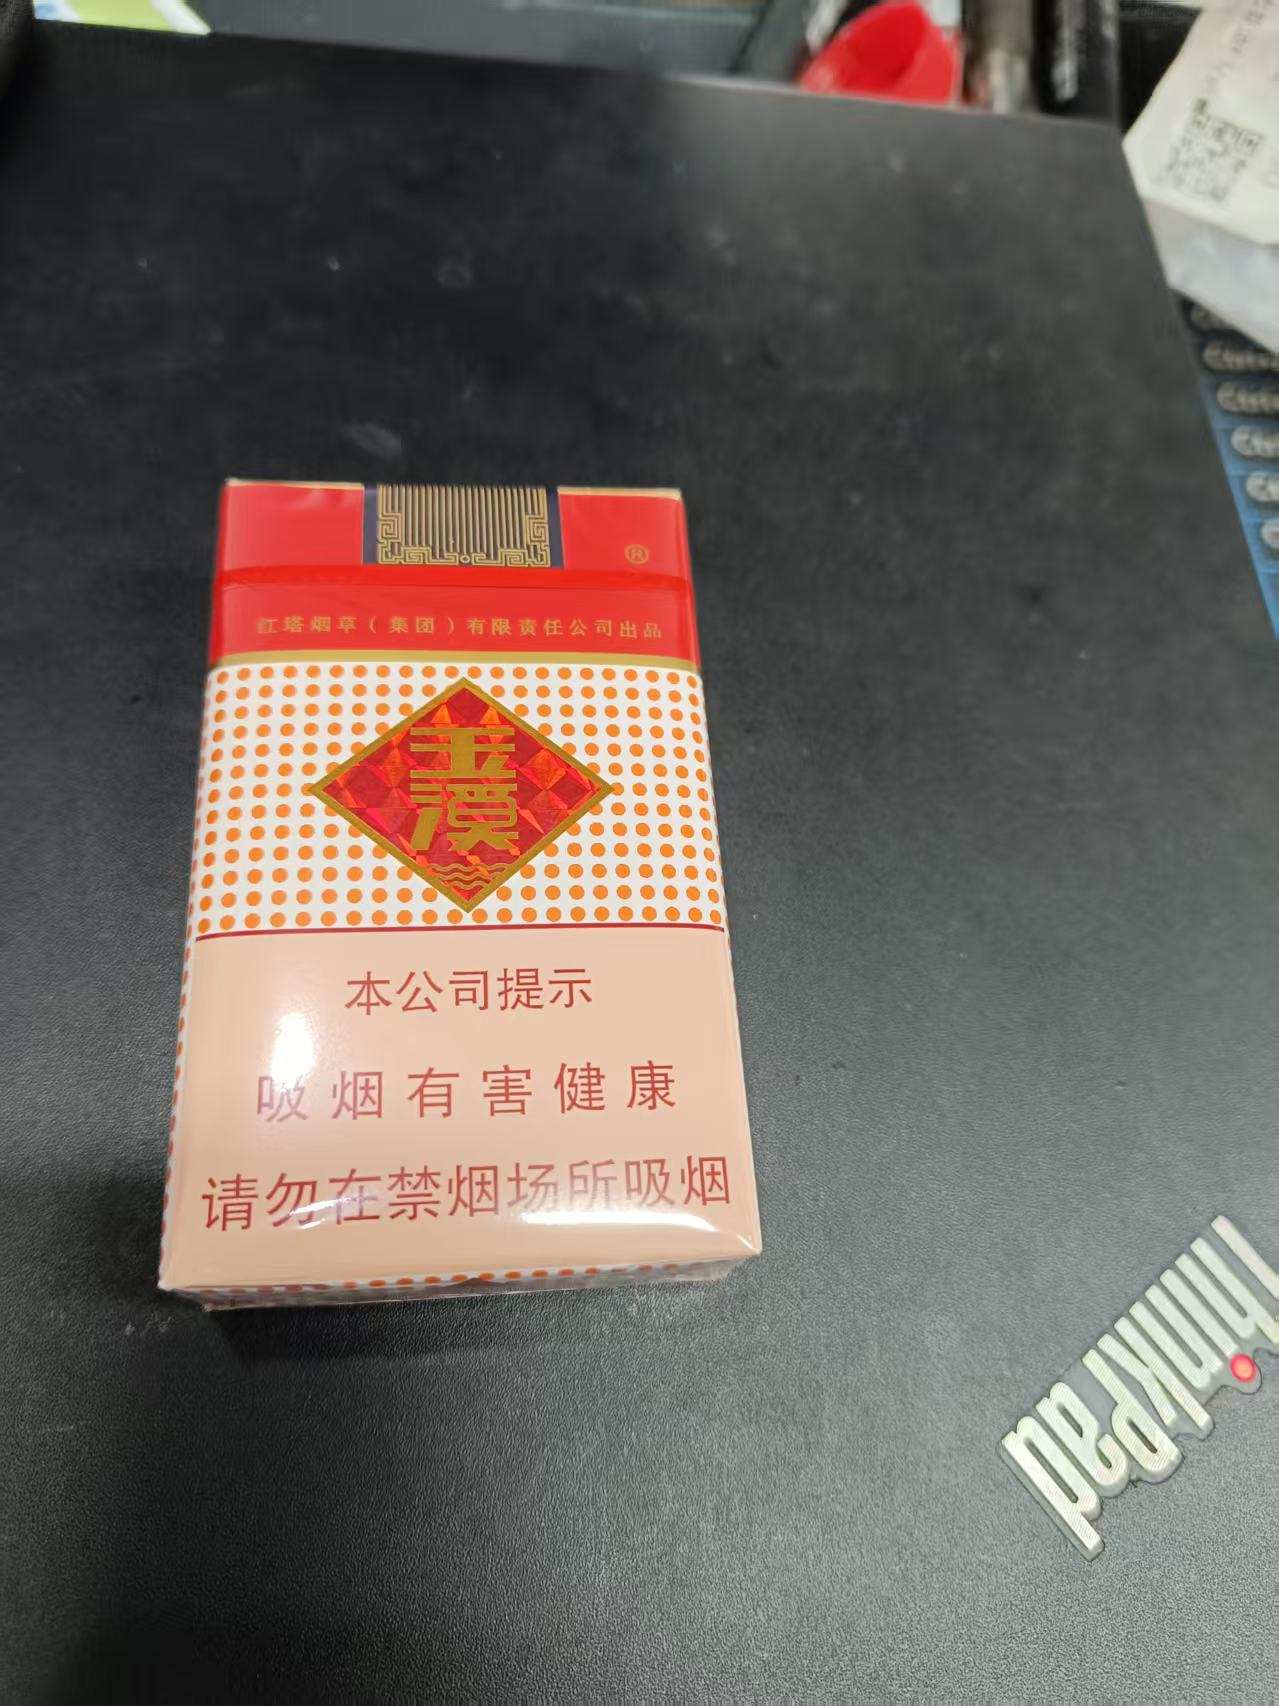 ®
红塔烟草（集团）有限责任公司出品
玉溪
本公司提示
吸烟有害健康
请勿在禁烟场所吸烟
ThinkPad